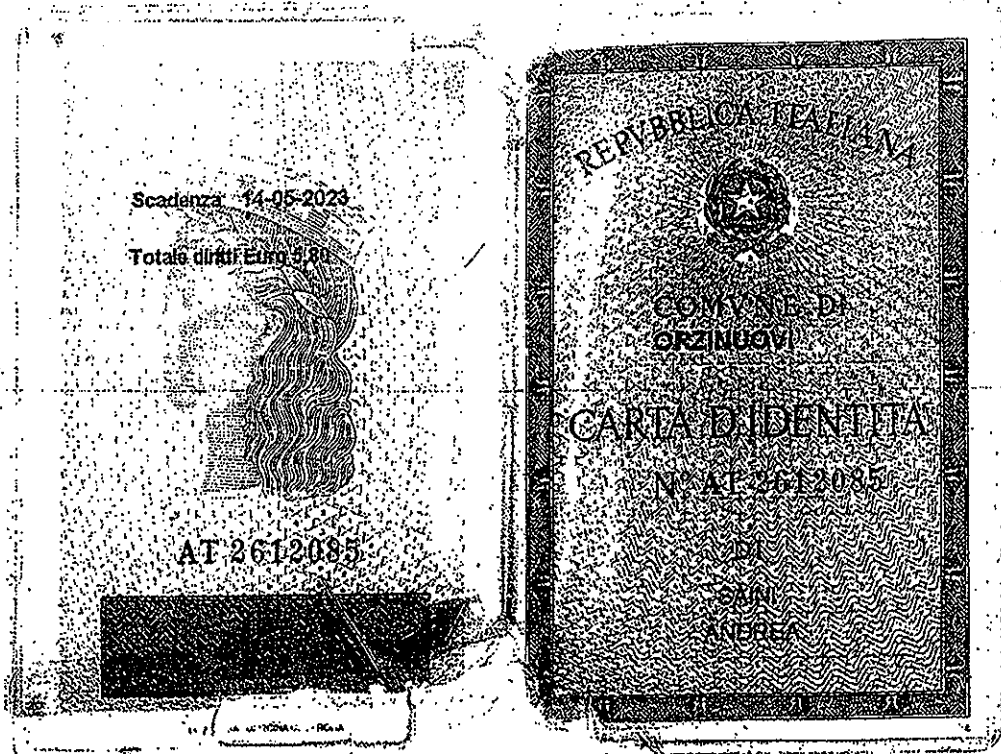 Scadenza 14-05-2023
Totale diritti Euro 5,80
AT 2612085
REPVBBLICA ITALIANA
COMVNE DI
ORZINUOVI
CARTA D'IDENTITÀ
N° AT 2612085
DI
ANDREA